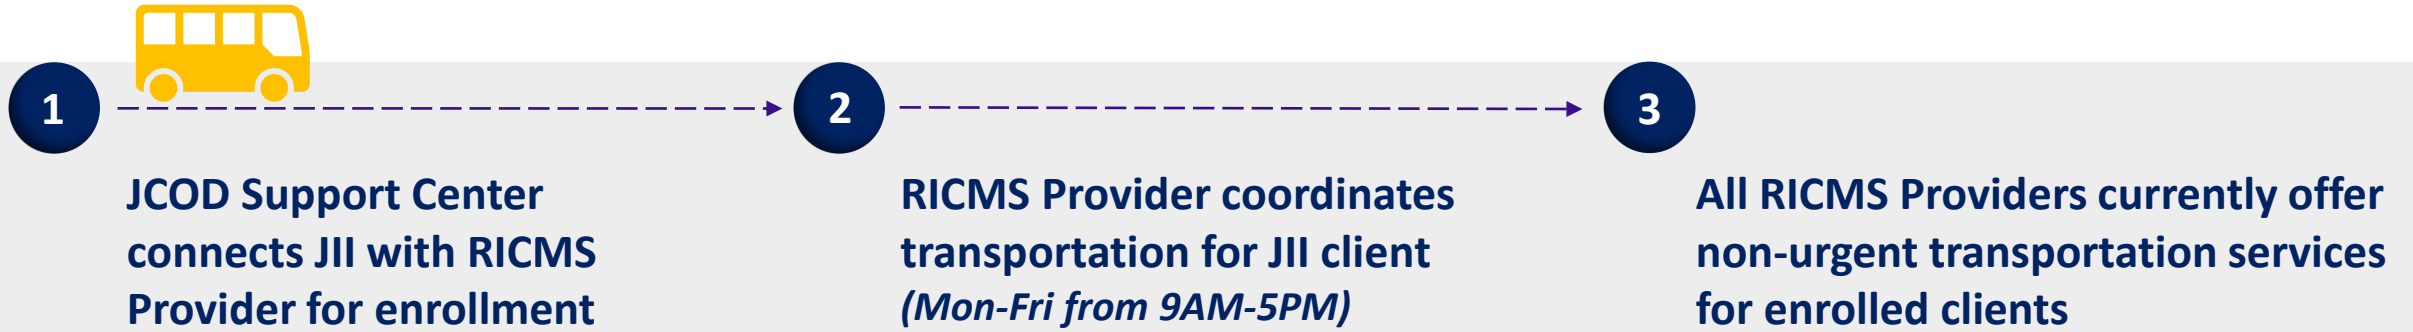 1
JCOD Support Center
connects JII with RICMS
Provider for enrollment
2
RICMS Provider coordinates
transportation for JII client
(Mon-Fri from 9AM-5PM)
3
All RICMS Providers currently offer
non-urgent transportation services
for enrolled clients